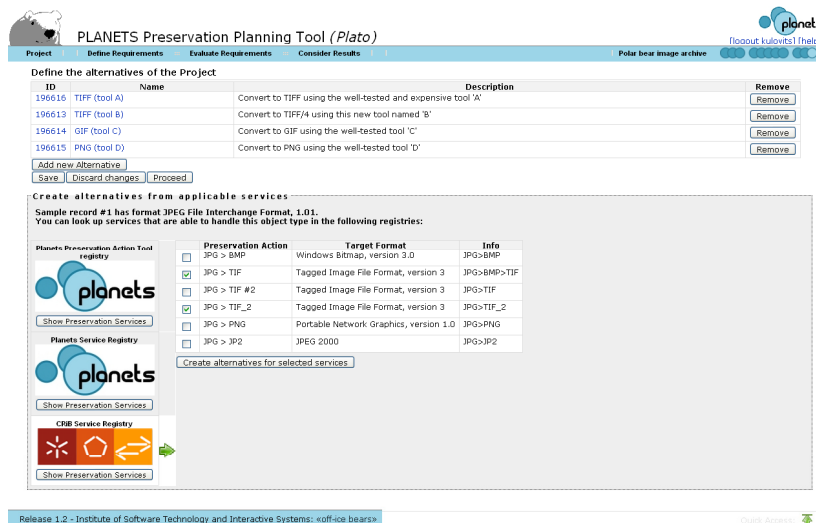 PLANETS Preservation Planning Tool (Plato)
planet
[logout kulovits] [help
Project Define Requirements Evaluate Requirements Consider Results Polar bear image archive
Define the alternatives of the Project
ID Name Description Remove
196616 TIFF (tool A) Convert to TIFF using the well-tested and expensive tool 'A' Remove
196613 TIFF (tool B) Convert to TIFF/4 using this new tool named 'B' Remove
196614 GIF (tool C) Convert to GIF using the well-tested tool 'C' Remove
196615 PNG (tool D) Convert to PNG using the well-tested tool 'D' Remove
Add new Alternative
Save Discard changes Proceed
Create alternatives from applicable services
Sample record #1 has format JPEG File Interchange Format, 1.01.
You can look up services that are able to handle this object type in the following registries:
Planets Preservation Action Tool
registry
planets
Show Preservation Services
Planets Service Registry
planets
Show Preservation Services
CRiB Service Registry
Show Preservation Services
Preservation Action Target Format Info
JPG > BMP Windows Bitmap, version 3.0 JPG>BMP
JPG > TIF Tagged Image File Format, version 3 JPG>BMP>TIF
JPG > TIF #2 Tagged Image File Format, version 3 JPG>TIF
JPG > TIF_2 Tagged Image File Format, version 3 JPG>TIF_2
JPG > PNG Portable Network Graphics, version 1.0 JPG>PNG
JPG > JP2 JPEG 2000 JPG>JP2
Create alternatives for selected services
Release 1.2 - Institute of Software Technology and Interactive Systems: «off-ice bears»
Quick Access: